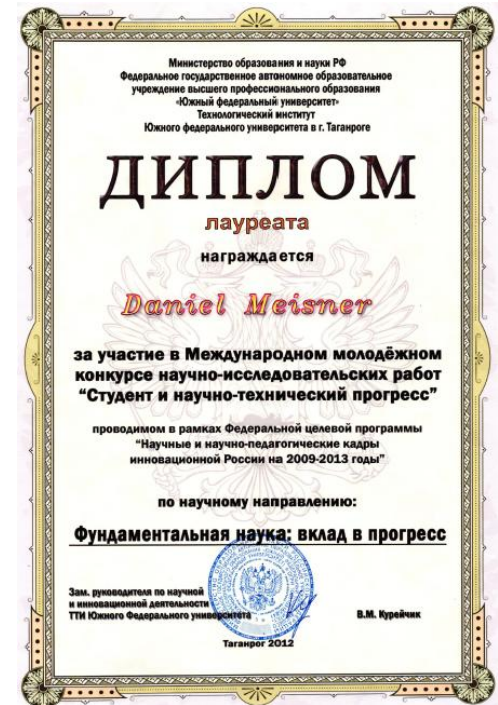 Министерство образования и науки РФ
Федеральное государственное автономное образовательное
учреждение высшего профессионального образования
«Южный федеральный университет»
Технологический институт
Южного федерального университета в г. Таганроге
ДИПЛОМ
лауреата
награждается
Daniel Meisner
за участие в Международном молодёжном
конкурсе научно-исследовательских работ
“Студент и научно-технический прогресс”
проводимом в рамках Федеральной целевой программы
“Научные и научно-педагогические кадры
инновационной России на 2009-2013 годы”
по научному направлению:
Фундаментальная наука: вклад в прогресс
Зам. руководителя по научной
и инновационной деятельности
ТТИ Южного Федерального университета
В.М. Курейчик
Таганрог 2012